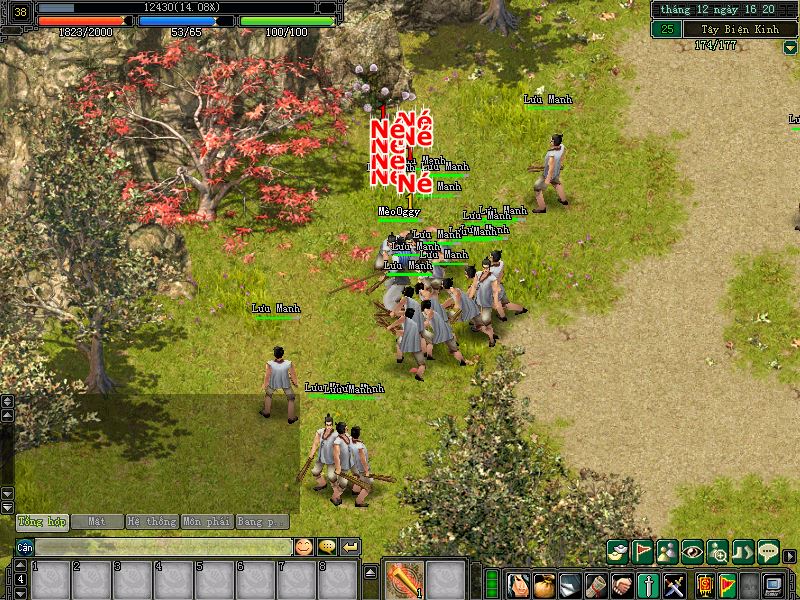 38
12430(14.08%)
1823/2000
53/65
100/100
tháng 12 ngày 16 20
25 Tây Biện Kinh
174/177
Lưu Manh
Né Né
Né
Né
Né
Né
Lưu Manh
Manh
MèoOggy
Lưu Manh
Lưu Manh
Lưu Manh
Lưu Manh
Lưu Manh
Lưu Manh
Lưu Manh
Tổng hợp Mật Hệ thống Môn phái Bang p...
Cận
1 2 3 4 5 6 7 8
4
1